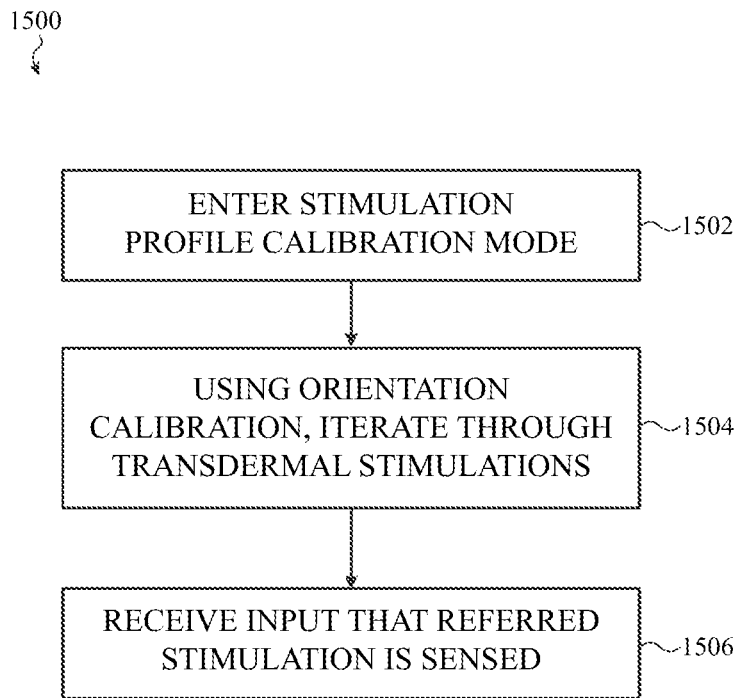 1500
ENTER STIMULATION
PROFILE CALIBRATION MODE
1502
USING ORIENTATION
CALIBRATION, ITERATE THROUGH
TRANSDERMAL STIMULATIONS
1504
RECEIVE INPUT THAT REFERRED
STIMULATION IS SENSED
1506